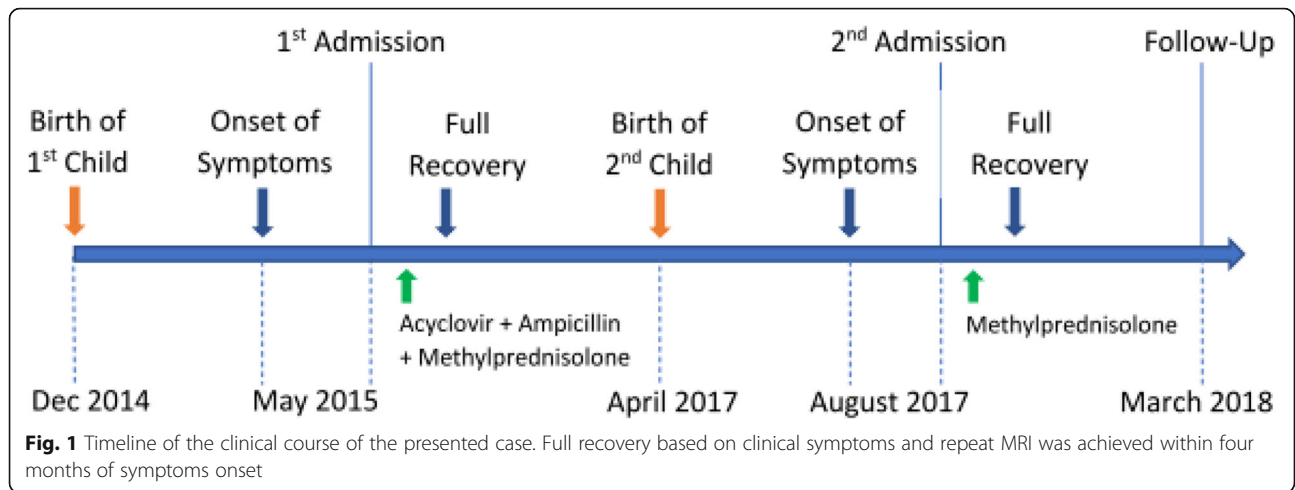 1st Admission
2nd Admission
Follow-Up
Birth of
1st Child
Onset of
Symptoms
Full
Recovery
Birth of
2nd Child
Onset of
Symptoms
Full
Recovery
Acyclovir + Ampicillin
+ Methylprednisolone
Methylprednisolone
Dec 2014
May 2015
April 2017
August 2017
March 2018
Fig. 1 Timeline of the clinical course of the presented case. Full recovery based on clinical symptoms and repeat MRI was achieved within four
months of symptoms onset